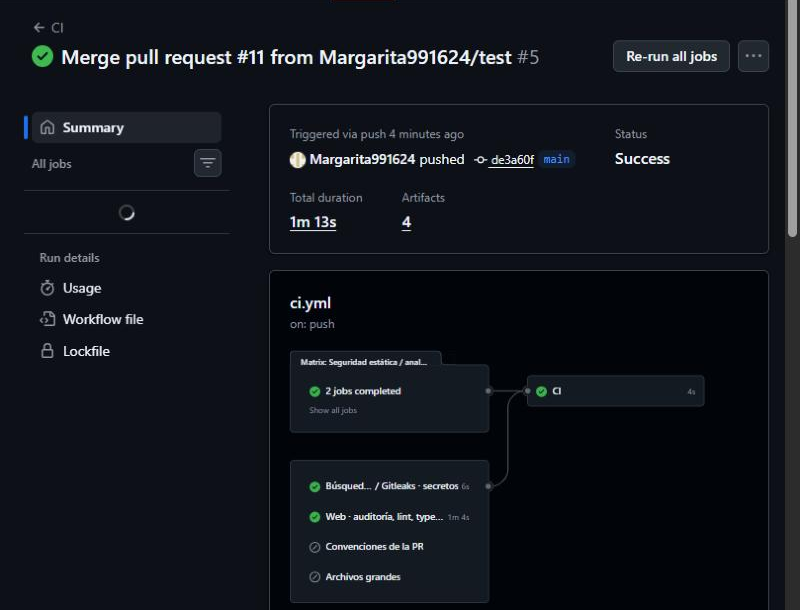 CI
Merge pull request #11 from Margarita991624/test #5
Re-run all jobs
Summary
All jobs
Run details
Usage
Workflow file
Lockfile
Triggered via push 4 minutes ago
Margarita991624 pushed de3a60f main
Status
Success
Total duration
1m 13s
Artifacts
4
ci.yml
on: push
Matrix: Seguridad estática / anal...
2 jobs completed
Show all jobs
CI 4s
Búsqued... / Gitleaks · secretos 6s
Web · auditoría, lint, type... 1m 4s
Convenciones de la PR
Archivos grandes